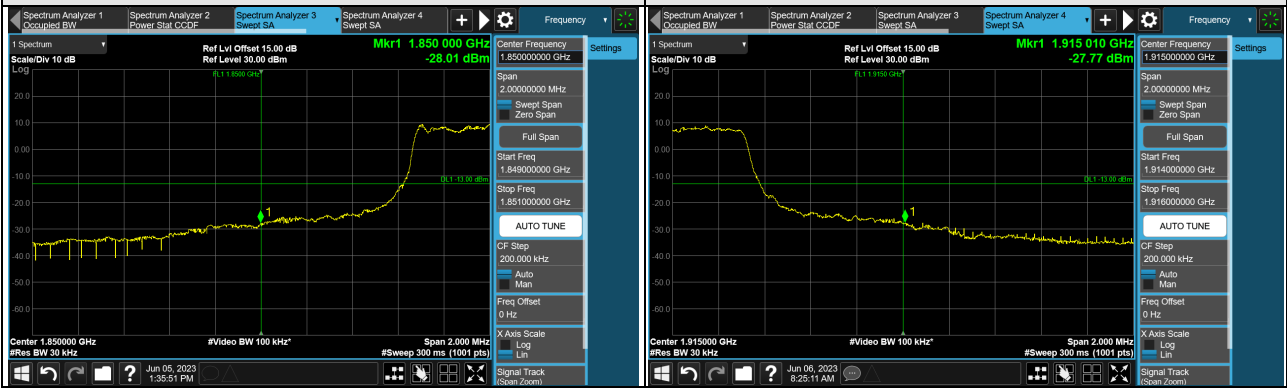 Spectrum Analyzer 1
Occupied BW
Spectrum Analyzer 2
Power Stat CCDF
Spectrum Analyzer 3
Swept SA
Spectrum Analyzer 4
Swept SA
Frequency
1 Spectrum
Scale/Div 10 dB
Log
Ref Lvl Offset 15.00 dB
Ref Level 30.00 dBm
Mkr1 1.850 000 GHz
-28.01 dBm
FL1 1.8500 GHz
20.0
10.0
0.00
-10.0
-20.0
-30.0
-40.0
-50.0
-60.0
DL1 -13.00 dBm
1
Center 1.850000 GHz
#Res BW 30 kHz
#Video BW 100 kHz*
Span 2.000 MHz
#Sweep 300 ms (1001 pts)
Center Frequency
1.850000000 GHz
Settings
Span
2.00000000 MHz
Swept Span
Zero Span
Full Span
Start Freq
1.849000000 GHz
Stop Freq
1.851000000 GHz
AUTO TUNE
CF Step
200.000 kHz
Auto
Man
Freq Offset
0 Hz
X Axis Scale
Log
Lin
Signal Track
(Span Zoom)
?
Jun 05, 2023
1:35:51 PM
Spectrum Analyzer 1
Occupied BW
Spectrum Analyzer 2
Power Stat CCDF
Spectrum Analyzer 3
Swept SA
Spectrum Analyzer 4
Swept SA
Frequency
1 Spectrum
Scale/Div 10 dB
Log
Ref Lvl Offset 15.00 dB
Ref Level 30.00 dBm
Mkr1 1.915 010 GHz
-27.77 dBm
FL1 1.9150 GHz
20.0
10.0
0.00
-10.0
-20.0
-30.0
-40.0
-50.0
-60.0
DL1 -13.00 dBm
1
Center 1.915000 GHz
#Res BW 30 kHz
#Video BW 100 kHz*
Span 2.000 MHz
#Sweep 300 ms (1001 pts)
Center Frequency
1.915000000 GHz
Settings
Span
2.00000000 MHz
Swept Span
Zero Span
Full Span
Start Freq
1.914000000 GHz
Stop Freq
1.916000000 GHz
AUTO TUNE
CF Step
200.000 kHz
Auto
Man
Freq Offset
0 Hz
X Axis Scale
Log
Lin
Signal Track
(Span Zoom)
?
Jun 06, 2023
8:25:11 AM